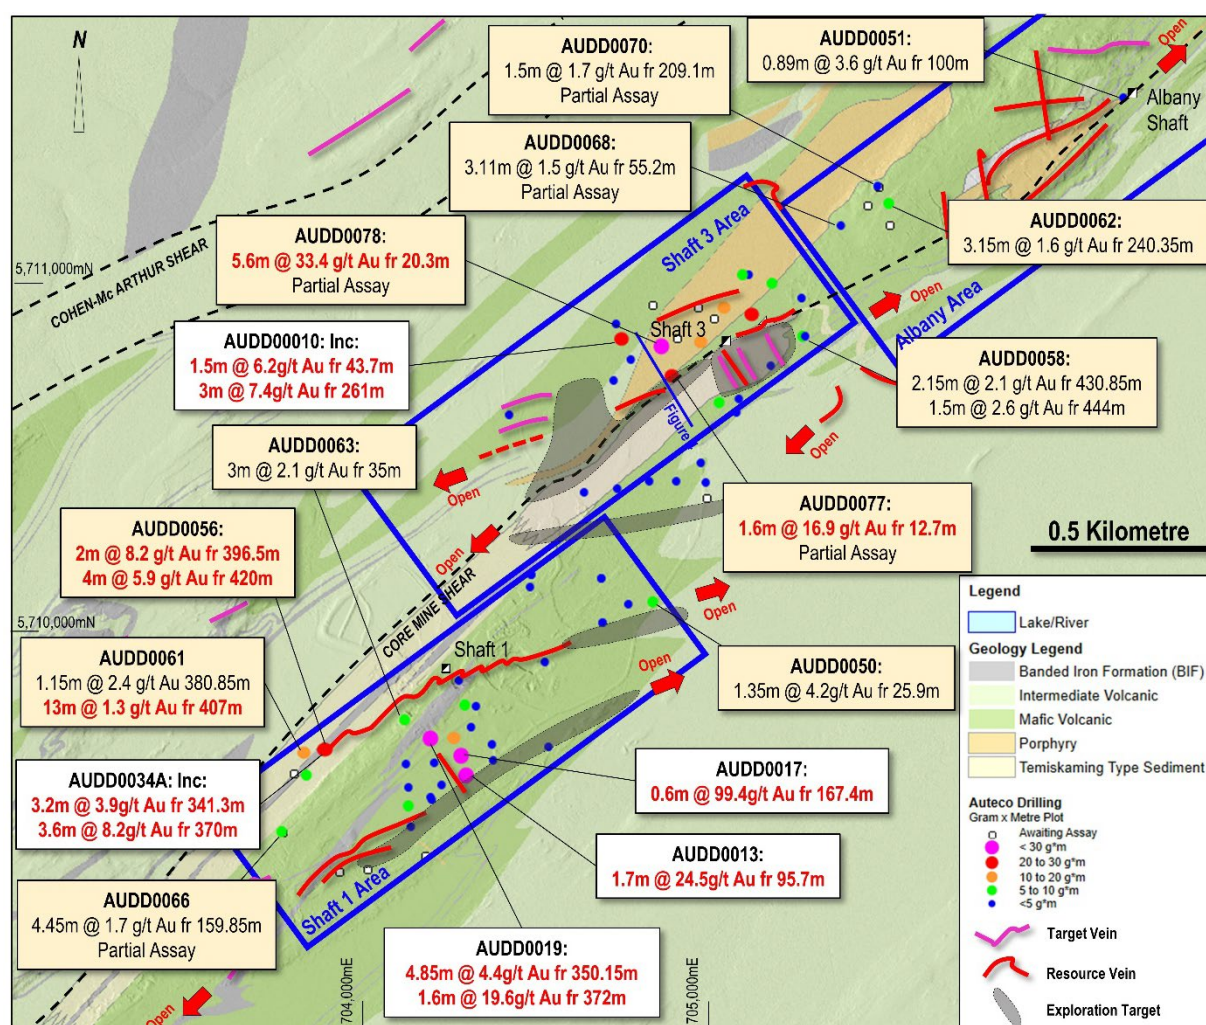 N
AUDD0070:
1.5m @ 1.7 g/t Au fr 209.1m
Partial Assay
AUDD0051:
0.89m @ 3.6 g/t Au fr 100m
Open
Albany
Shaft
AUDD0068
3.11m @ 1.5 g/t Au fr 55.2m
Partial Assay
AUDD0062:
3.15m @ 1.6 g/t Au fr 240.35m
Shaft 3 Area
AUDD0078
5.6m @ 33.4 g/t Au fr 20.3m
Partial Assay
5,711,000mN
COHEN-Mc ARTHUR SHEAR
Open
Albany Area
Shaft 3
AUDD00010: Inc:
1.5m @ 6.2g/t Au fr 43.7m
3m @ 7.4g/t Au fr 261m
AUDD0058:
2.15m @ 2.1 g/t Au fr 430.85m
1.5m @ 2.6 g/t Au fr 444m
Figure
Open
AUDD0063:
3m @ 2.1 g/t Au fr 35m
Open
AUDD0077
1.6m @ 16.9 g/t Au fr 12.7m
Partial Assay
0.5 Kilometre
AUDD0056:
2m @ 8.2 g/t Au fr 396.5m
4m @ 5.9 g/t Au fr 420m
Open
CORE MINE SHEAR
Open
5,710,000mN
Shaft 1
Open
AUDD0061
1.15m @ 2.4 g/t Au 380.85m
13m @ 1.3 g/t Au fr 407m
AUDD0050:
1.35m @ 4.2g/t Au fr 25.9m
AUDD0034A: Inc:
3.2m @ 3.9g/t Au fr 341.3m
3.6m @ 8.2g/t Au fr 370m
AUDD0017:
0.6m @ 99.4g/t Au fr 167.4m
AUDD0013:
1.7m @ 24.5g/t Au fr 95.7m
Shaft 1 Area
AUDD0066
4.45m @ 1.7 g/t Au fr 159.85m
Partial Assay
AUDD0019:
4.85m @ 4.4g/t Au fr 350.15m
1.6m @ 19.6g/t Au fr 372m
Open
704,000mE
705,000mE
Legend
Lake/River
Geology Legend
Banded Iron Formation (BIF)
Intermediate Volcanic
Mafic Volcanic
Porphyry
Temiskaming Type Sediment
Auteco Drilling
Gram x Metre Plot
Awaiting Assay
< 30 g*m
20 to 30 g*m
10 to 20 g*m
5 to 10 g*m
<5 g*m
Target Vein
Resource Vein
Exploration Target